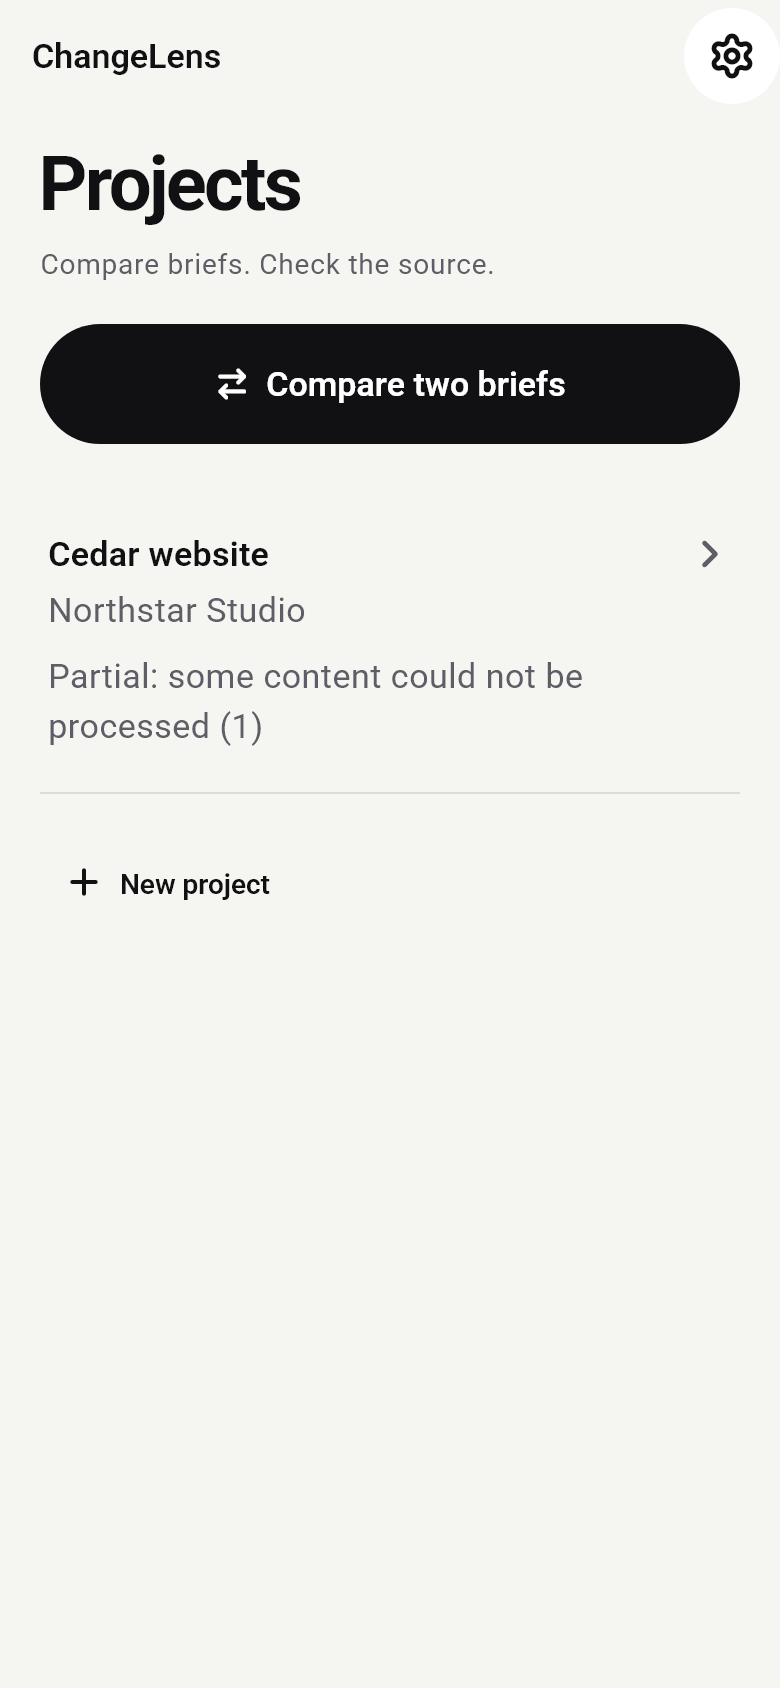 ChangeLens
Projects
Compare briefs. Check the source.
Compare two briefs
Cedar website
Northstar Studio
Partial: some content could not be
processed (1)
New project